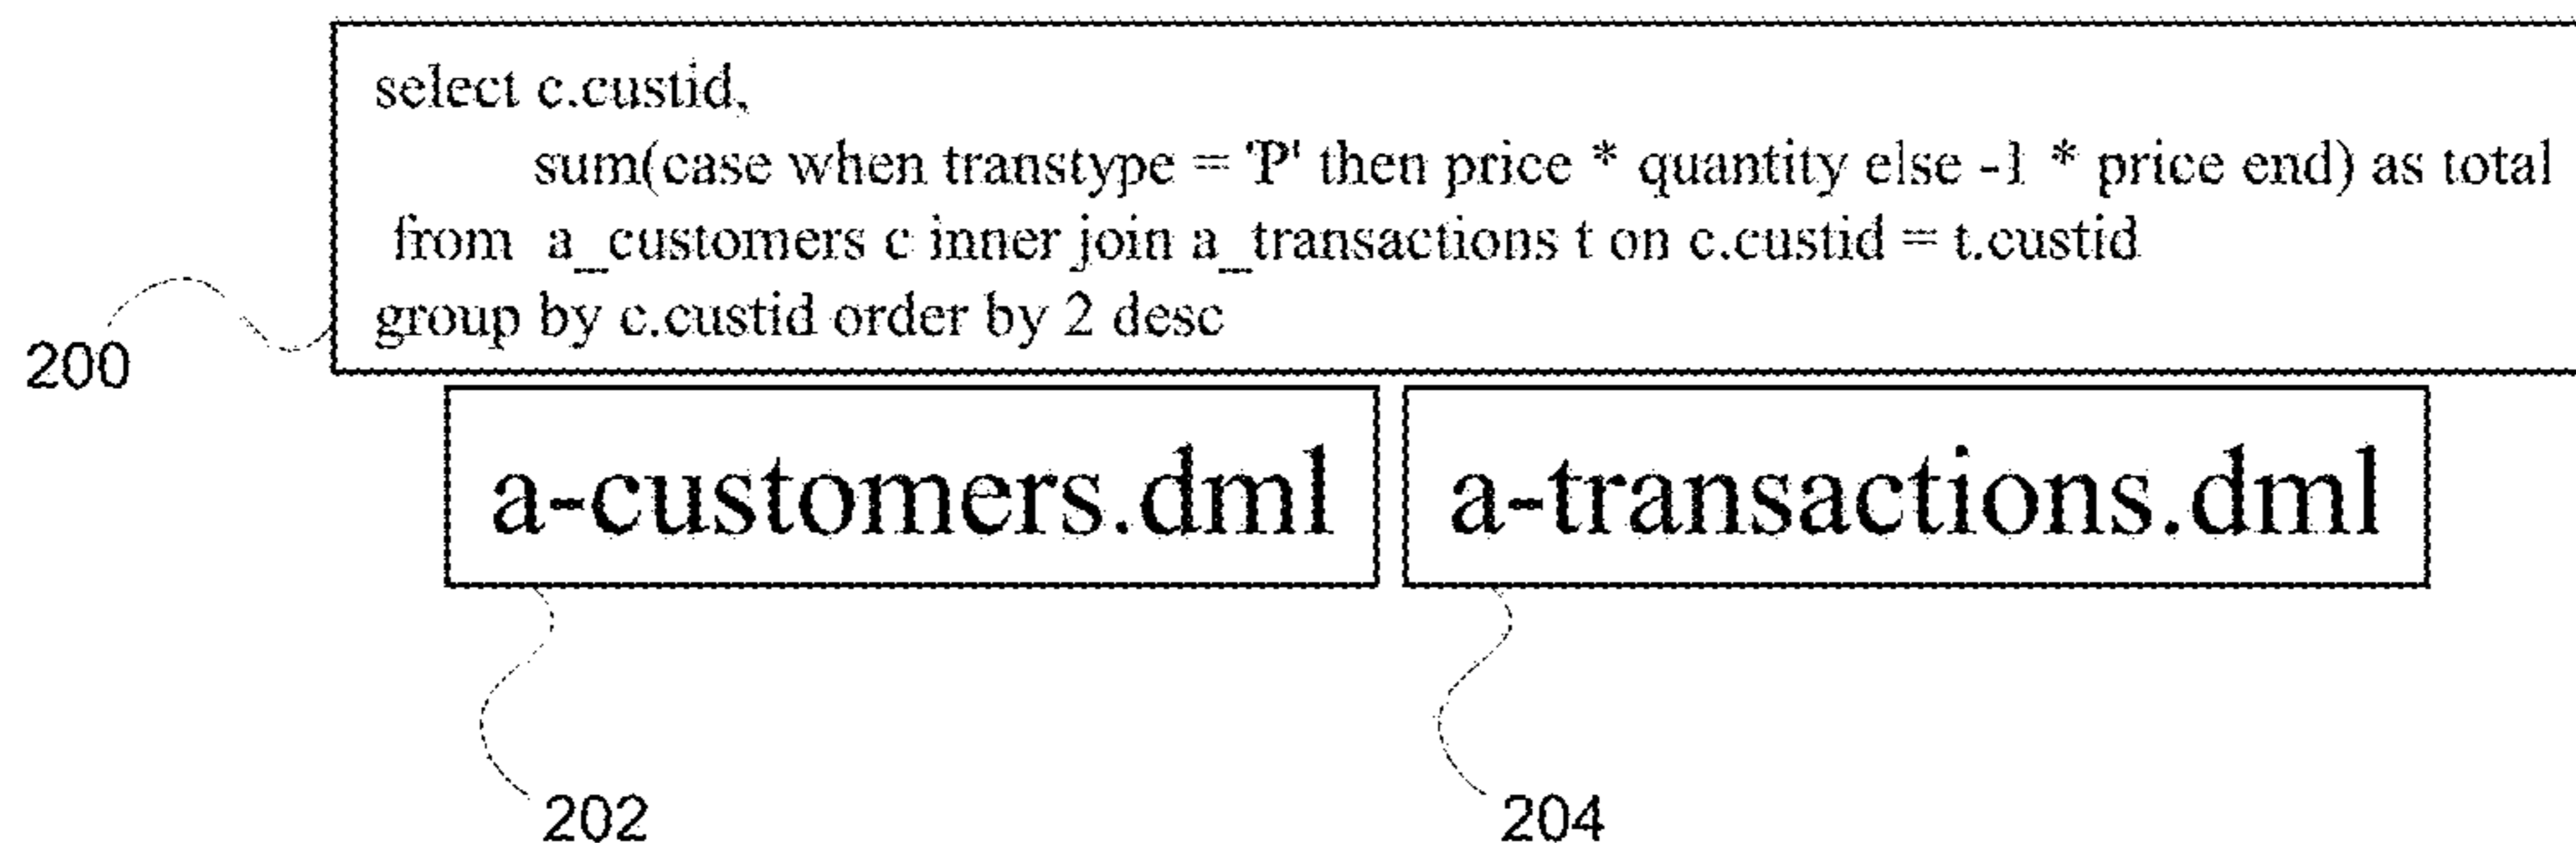 select c.custid,
sum(case when transtype = 'P' then price * quantity else -1 * price end) as total
from a_customers c inner join a_transactions t on c.custid = t.custid
group by c.custid order by 2 desc
200
a-customers.dml a-transactions.dml
202 204